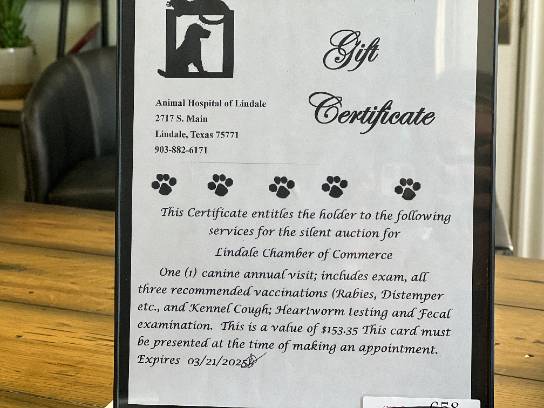 Gift
Certificate
Animal Hospital of Lindale
2717 S. Main
Lindale, Texas 75771
903-882-6171
This Certificate entitles the holder to the following
services for the silent auction for
Lindale Chamber of Commerce
One (1) canine annual visit; includes exam, all
three recommended vaccinations (Rabies, Distemper
etc., and Kennel Cough; Heartworm testing and Fecal
examination. This is a value of $153.35 This card must
be presented at the time of making an appointment.
Expires 03/21/2025